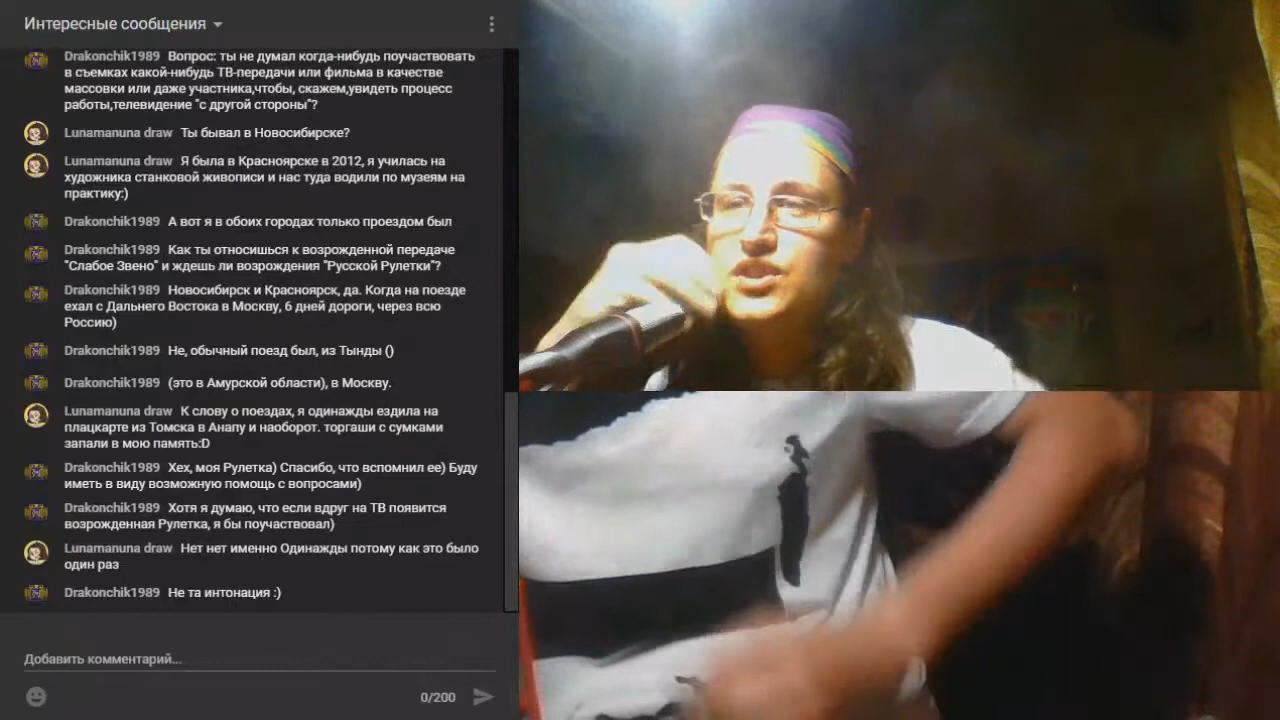 Интересные сообщения
Drakonchik1989 Вопрос: ты не думал когда-нибудь поучаствовать
в съемках какой-нибудь ТВ-передачи или фильма в качестве
массовки или даже участника,чтобы, скажем,увидеть процесс
работы,телевидение "с другой стороны"?
Lunamanuna draw Ты бывал в Новосибирске?
Lunamanuna draw Я была в Красноярске в 2012, я училась на
художника станковой живописи и нас туда водили по музеям на
практику:)
Drakonchik1989 А вот я в обоих городах только проездом был
Drakonchik1989 Как ты относишься к возрожденной передаче
"Слабое Звено" и ждешь ли возрождения "Русской Рулетки"?
Drakonchik1989 Новосибирск и Красноярск, да. Когда на поезде
ехал с Дальнего Востока в Москву, 6 дней дороги, через всю
Россию)
Drakonchik1989 Не, обычный поезд был, из Тынды ()
Drakonchik1989 (это в Амурской области), в Москву.
Lunamanuna draw К слову о поездах, я одинажды ездила на
плацкарте из Томска в Анапу и наоборот. торгаши с сумками
запали в мою память:D
Drakonchik1989 Хех, моя Рулетка) Спасибо, что вспомнил ее) Буду
иметь в виду возможную помощь с вопросами)
Drakonchik1989 Хотя я думаю, что если вдруг на ТВ появится
возрожденная Рулетка, я бы поучаствовал)
Lunamanuna draw Нет нет именно Одинажды потому как это было
один раз
Drakonchik1989 Не та интонация :)
Добавить комментарий...
0/200